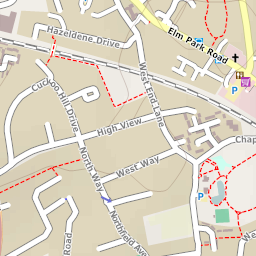 Hazeldene Drive
Elm Park Road
West End Lane
Cuckoo Hill Drive
High View
North Way
West Way
Chap
Northfield Ave
Road
P
P